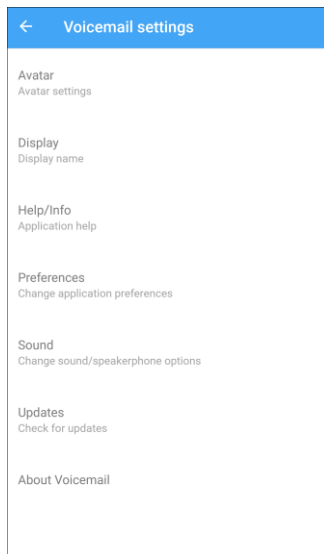 Voicemail settings
Avatar
Avatar settings
Display
Display name
Help/Info
Application help
Preferences
Change application preferences
Sound
Change sound/speakerphone options
Updates
Check for updates
About Voicemail